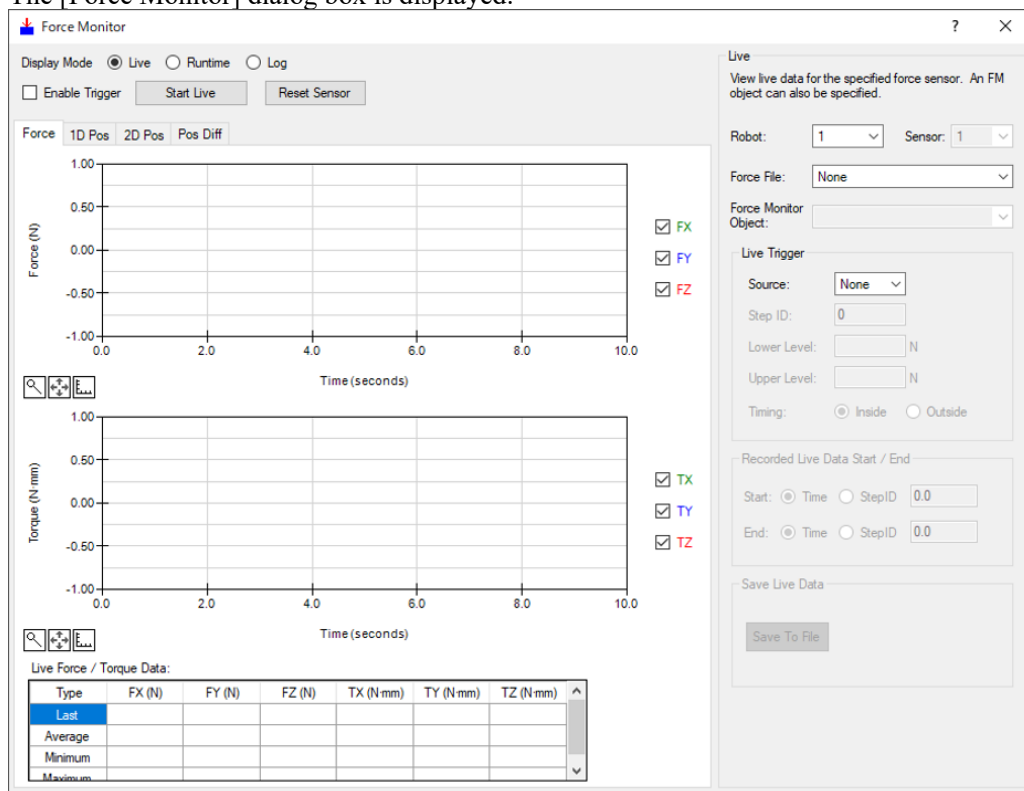 The [Force Monitor] dialog box is displayed.
Force Monitor
?
Display Mode Live Runtime Log
Enable Trigger Start Live Reset Sensor
Force 1D Pos 2D Pos Pos Diff
1.00
0.50
0.00
-0.50
-1.00
Force (N)
0.0 2.0 4.0 6.0 8.0 10.0
Time (seconds)
FX
FY
FZ
1.00
0.50
0.00
-0.50
-1.00
Torque (N·mm)
0.0 2.0 4.0 6.0 8.0 10.0
Time (seconds)
TX
TY
TZ
Live Force / Torque Data:
Type FX (N) FY (N) FZ (N) TX (N·mm) TY (N·mm) TZ (N·mm)
Last
Average
Minimum
Maximum
Live
View live data for the specified force sensor. An FM
object can also be specified.
Robot: 1 Sensor: 1
Force File: None
Force Monitor
Object:
Live Trigger
Source: None
Step ID: 0
Lower Level: N
Upper Level: N
Timing: Inside Outside
Recorded Live Data Start / End
Start: Time StepID 0.0
End: Time StepID 0.0
Save Live Data
Save To File